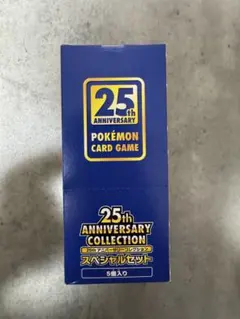 25th
ANNIVERSARY
POKÉMON
CARD GAME
25th
ANNIVERSARY
COLLECTION
スペシャルセット
5個入り